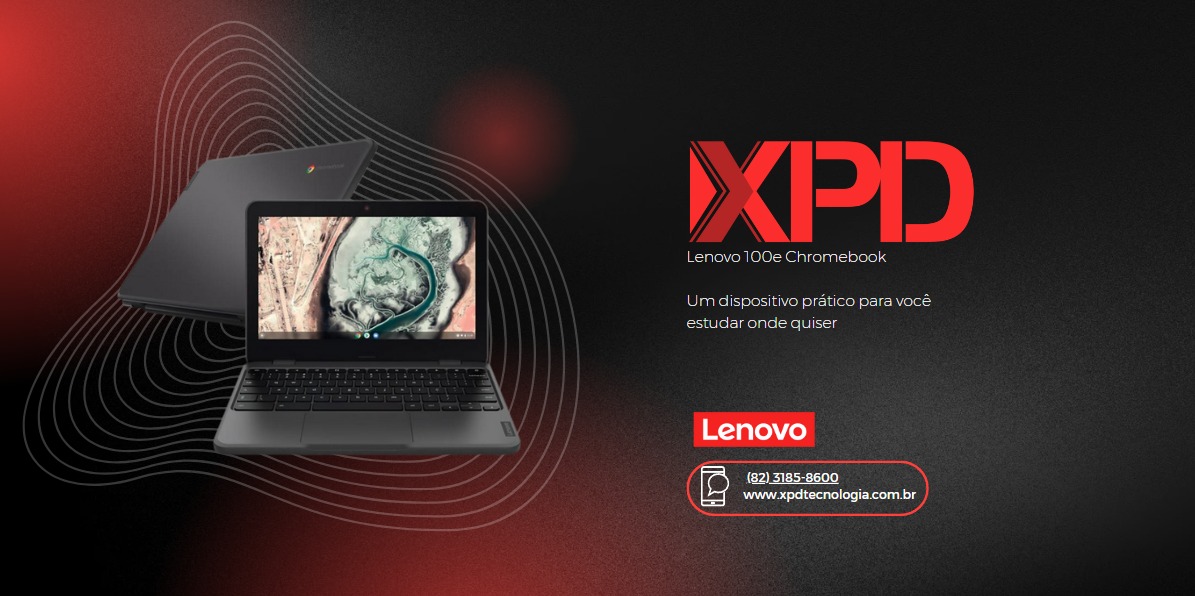 XPD
Lenovo 100e Chromebook
Um dispositivo prático para você
estudar onde quiser
Lenovo
(82) 3185-8600
www.xpdtecnologia.com.br